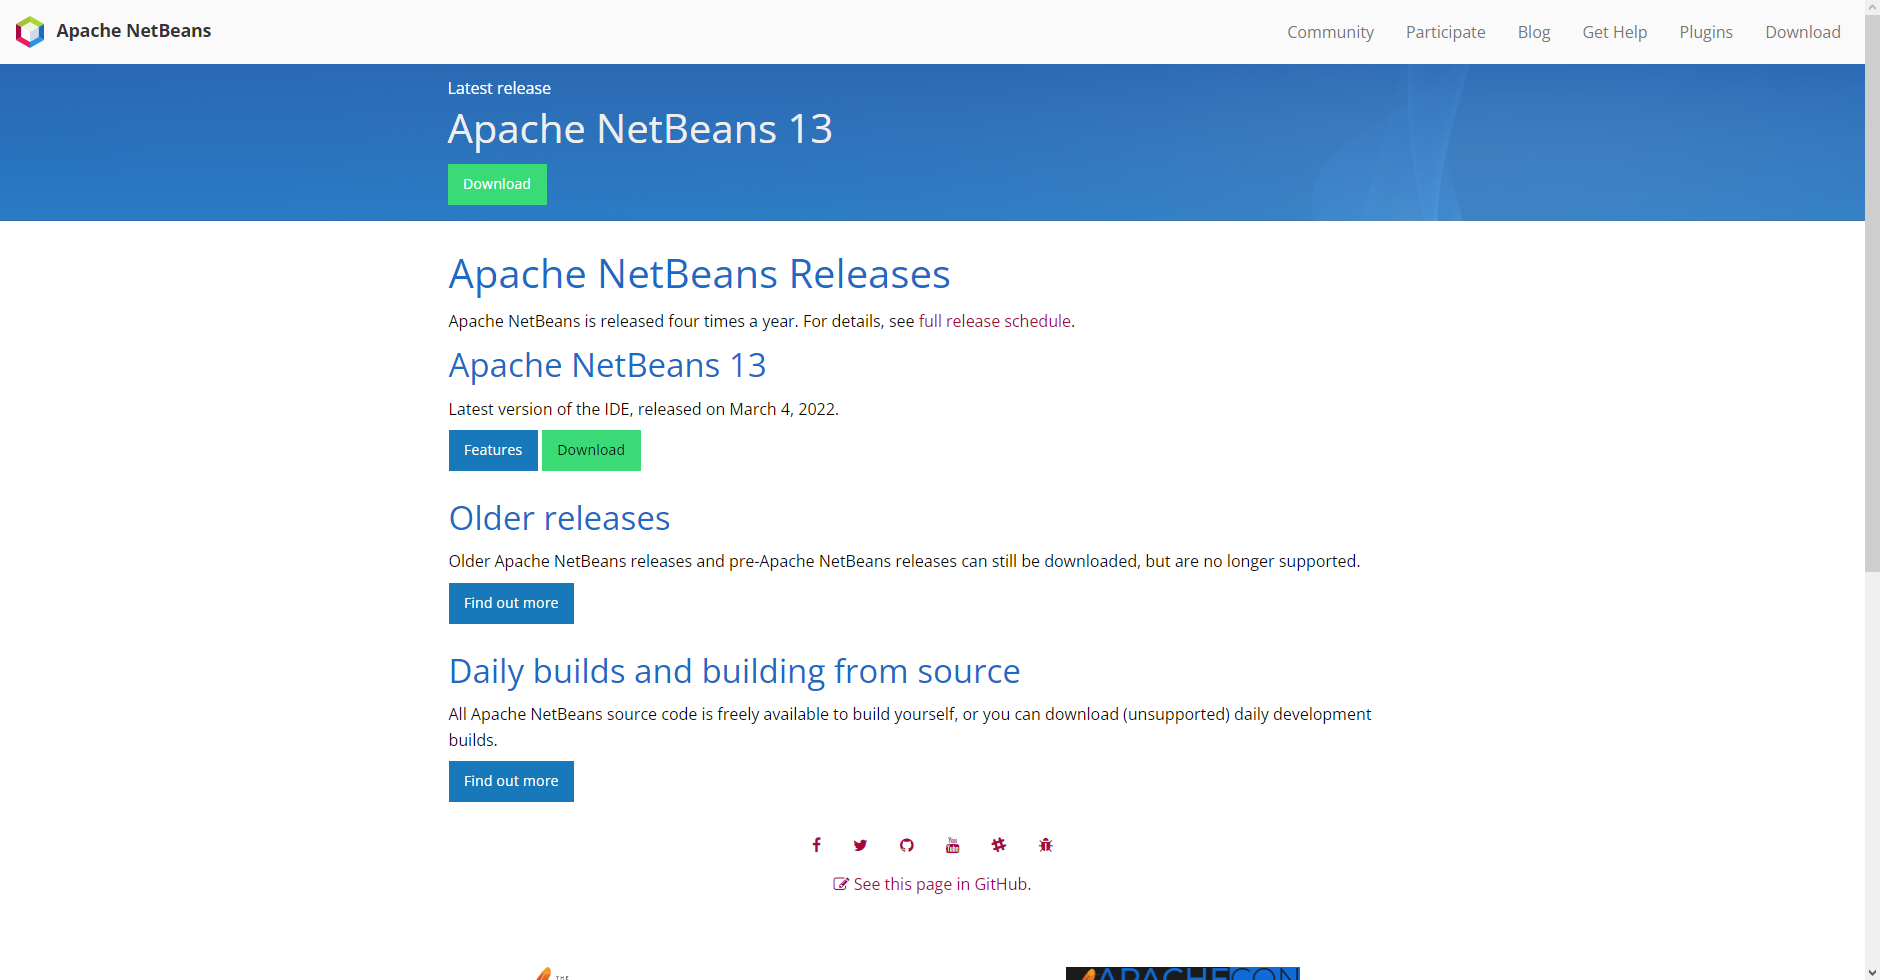 Apache NetBeans
Community Participate Blog Get Help Plugins Download
Latest release
Apache NetBeans 13
Download
Apache NetBeans Releases
Apache NetBeans is released four times a year. For details, see full release schedule.
Apache NetBeans 13
Latest version of the IDE, released on March 4, 2022.
Features Download
Older releases
Older Apache NetBeans releases and pre-Apache NetBeans releases can still be downloaded, but are no longer supported.
Find out more
Daily builds and building from source
All Apache NetBeans source code is freely available to build yourself, or you can download (unsupported) daily development
builds.
Find out more
You
Tube
See this page in GitHub.
THE
APACHECON